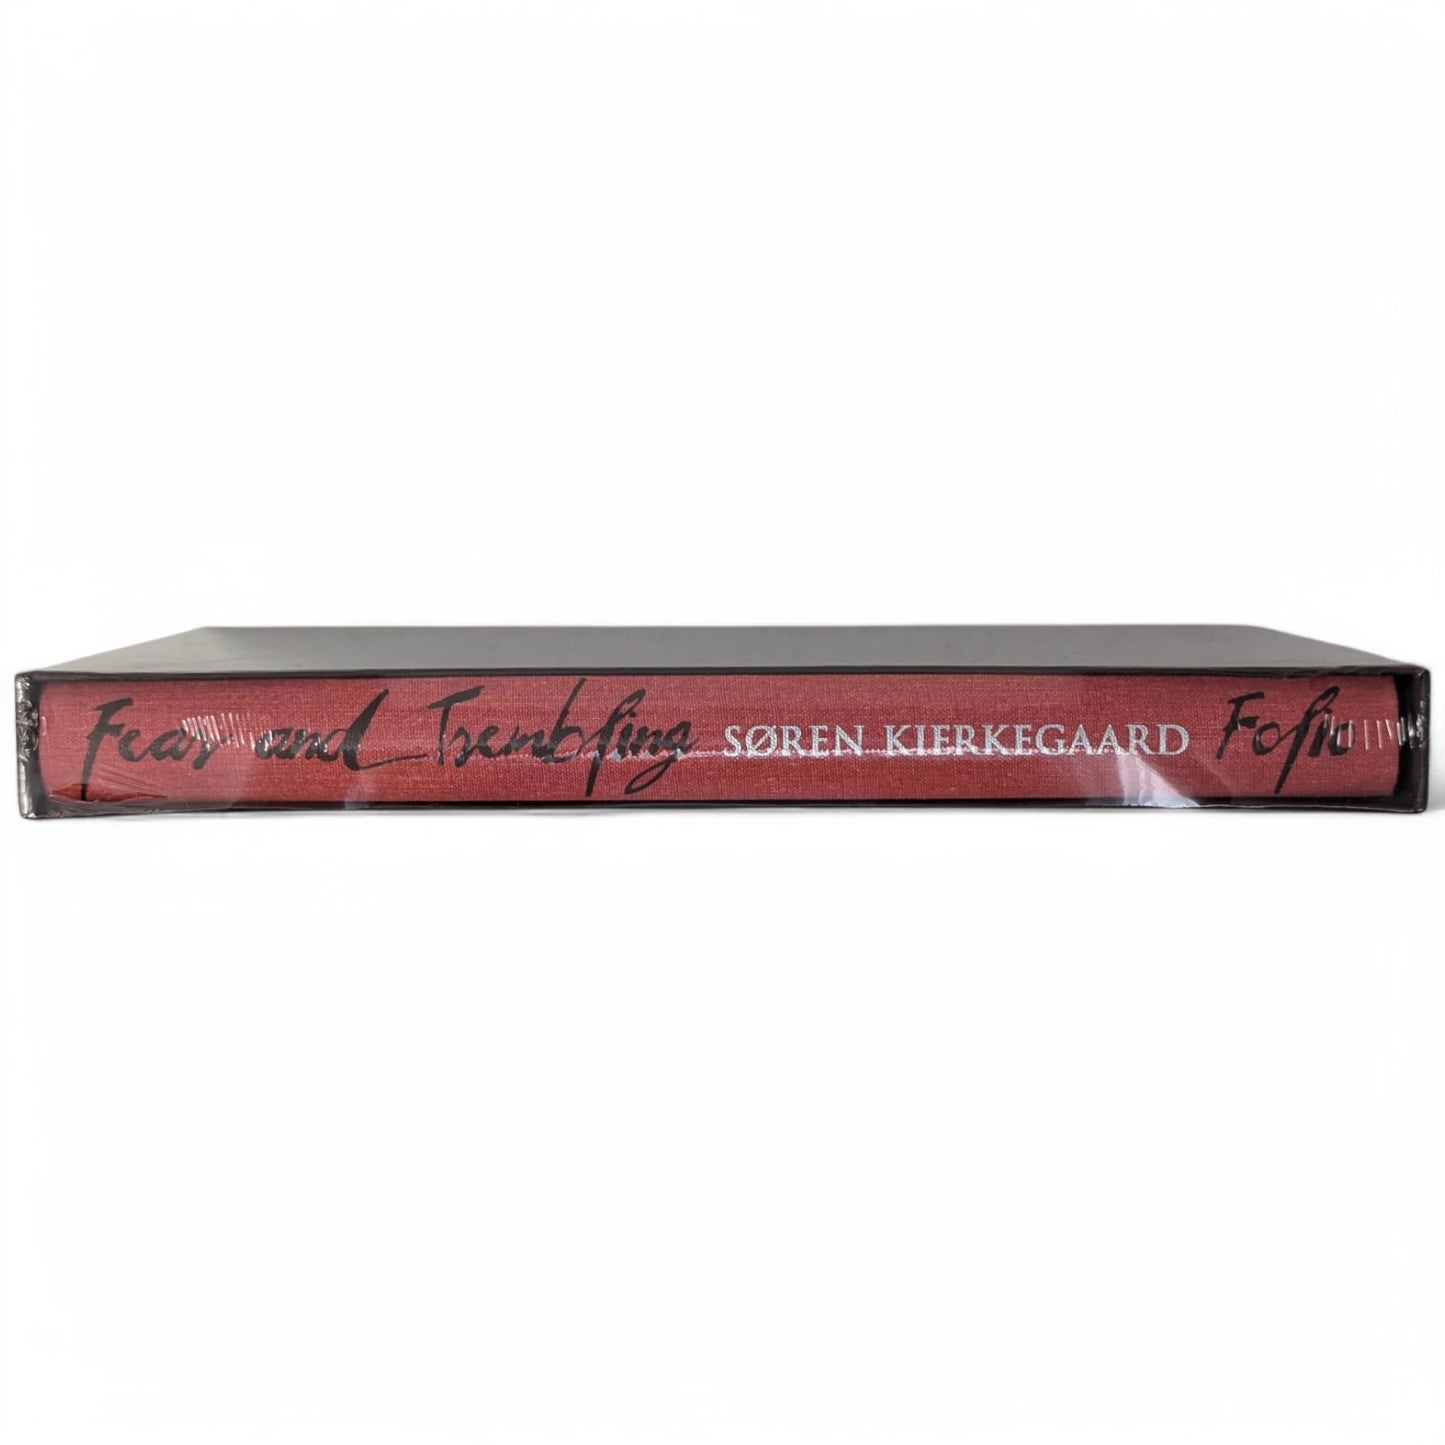 Fear and Trembling SØREN KIERKEGAARD Folio